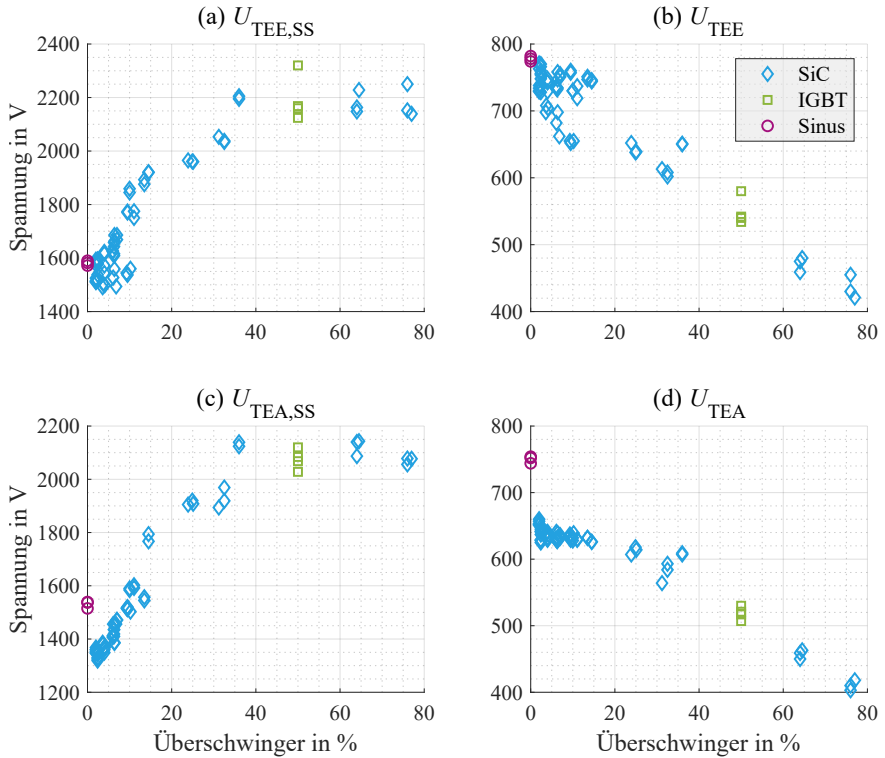 (a) U_TEE,SS
(b) U_TEE
Spannung in V
2400
2200
2000
1800
1600
1400
0 20 40 60 80
800
700
600
500
400
0 20 40 60 80
SiC
IGBT
Sinus
(c) U_TEA,SS
(d) U_TEA
Spannung in V
2200
2000
1800
1600
1400
1200
0 20 40 60 80
Überschwinger in %
800
700
600
500
400
0 20 40 60 80
Überschwinger in %